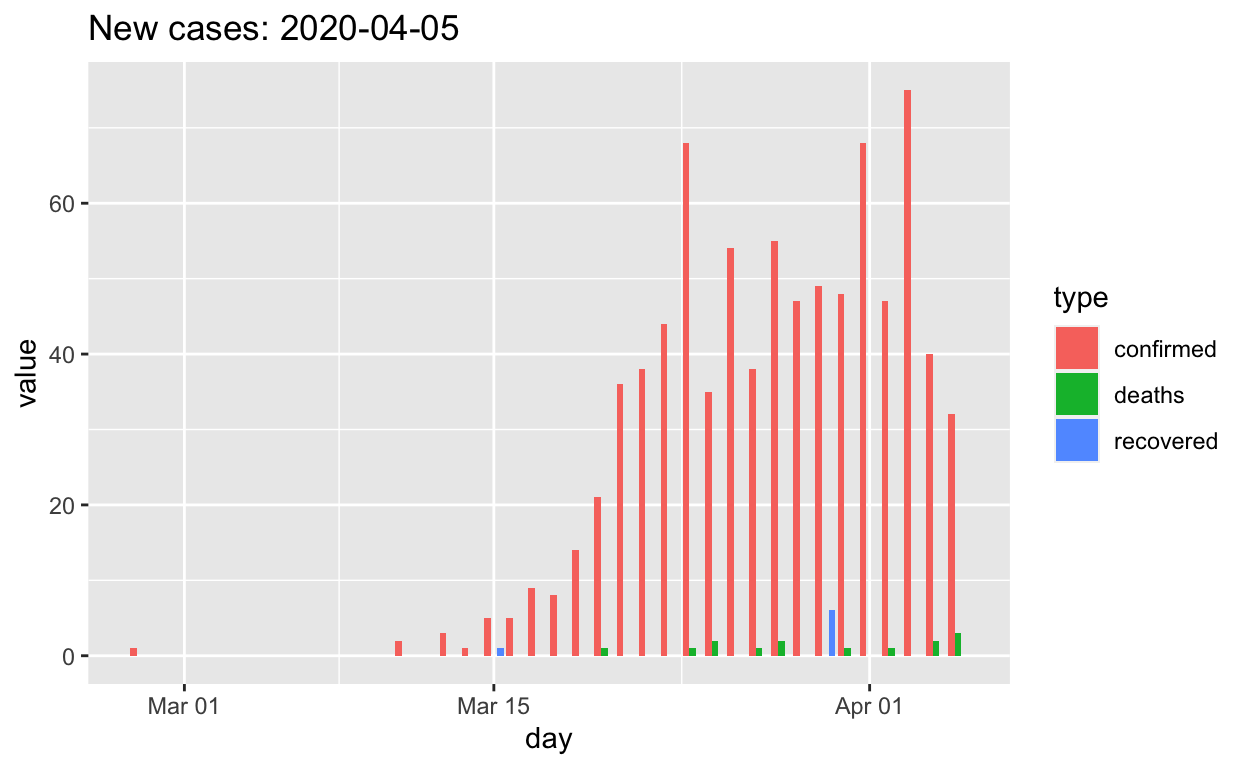 New cases: 2020-04-05
60
40
20
0
value
Mar 01
Mar 15
Apr 01
day
type
confirmed
deaths
recovered